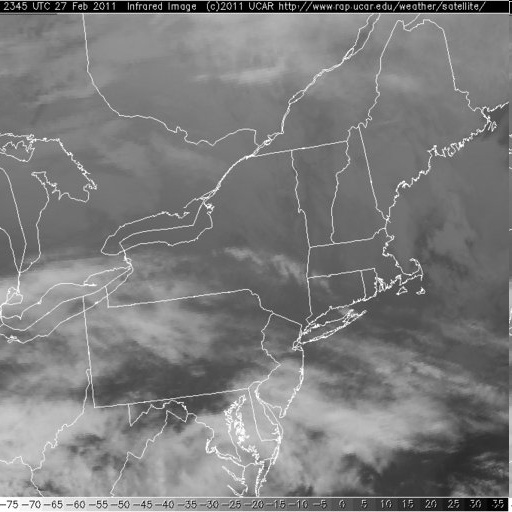 2345 UTC 27 Feb 2011 Infrared Image (c)2011 UCAR http://www.rap.ucar.edu/weather/satellite/
-75 -70 -65 -60 -55 -50 -45 -40 -35 -30 -25 -20 -15 -10 -5 0 5 10 15 20 25 30 35